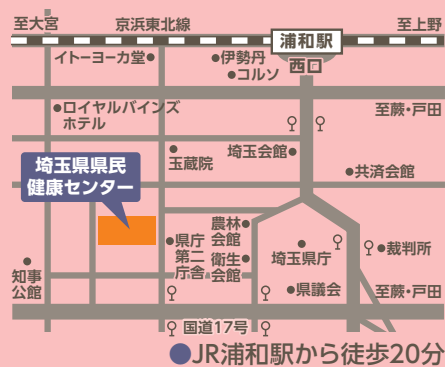 至大宮
京浜東北線
至上野
浦和駅
西口
イトーヨーカ堂
伊勢丹
コルソ
ロイヤルパインズ
ホテル
至蕨・戸田
埼玉会館
玉蔵院
共済会館
埼玉県県民
健康センター
農林
会館
県庁
第二
庁舎
衛生
会館
埼玉県庁
裁判所
知事
公館
県議会
至蕨・戸田
国道17号
●JR浦和駅から徒歩20分